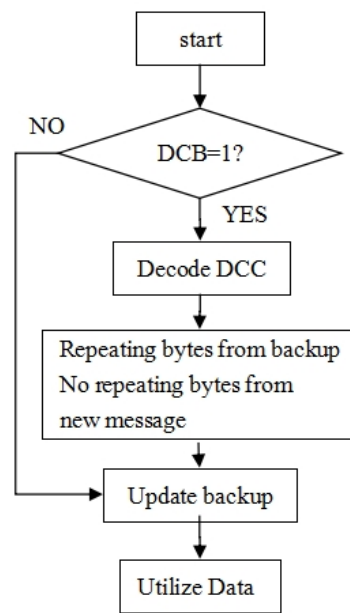 start
NO
DCB=1?
YES
Decode DCC
Repeating bytes from backup
No repeating bytes from
new message
Update backup
Utilize Data